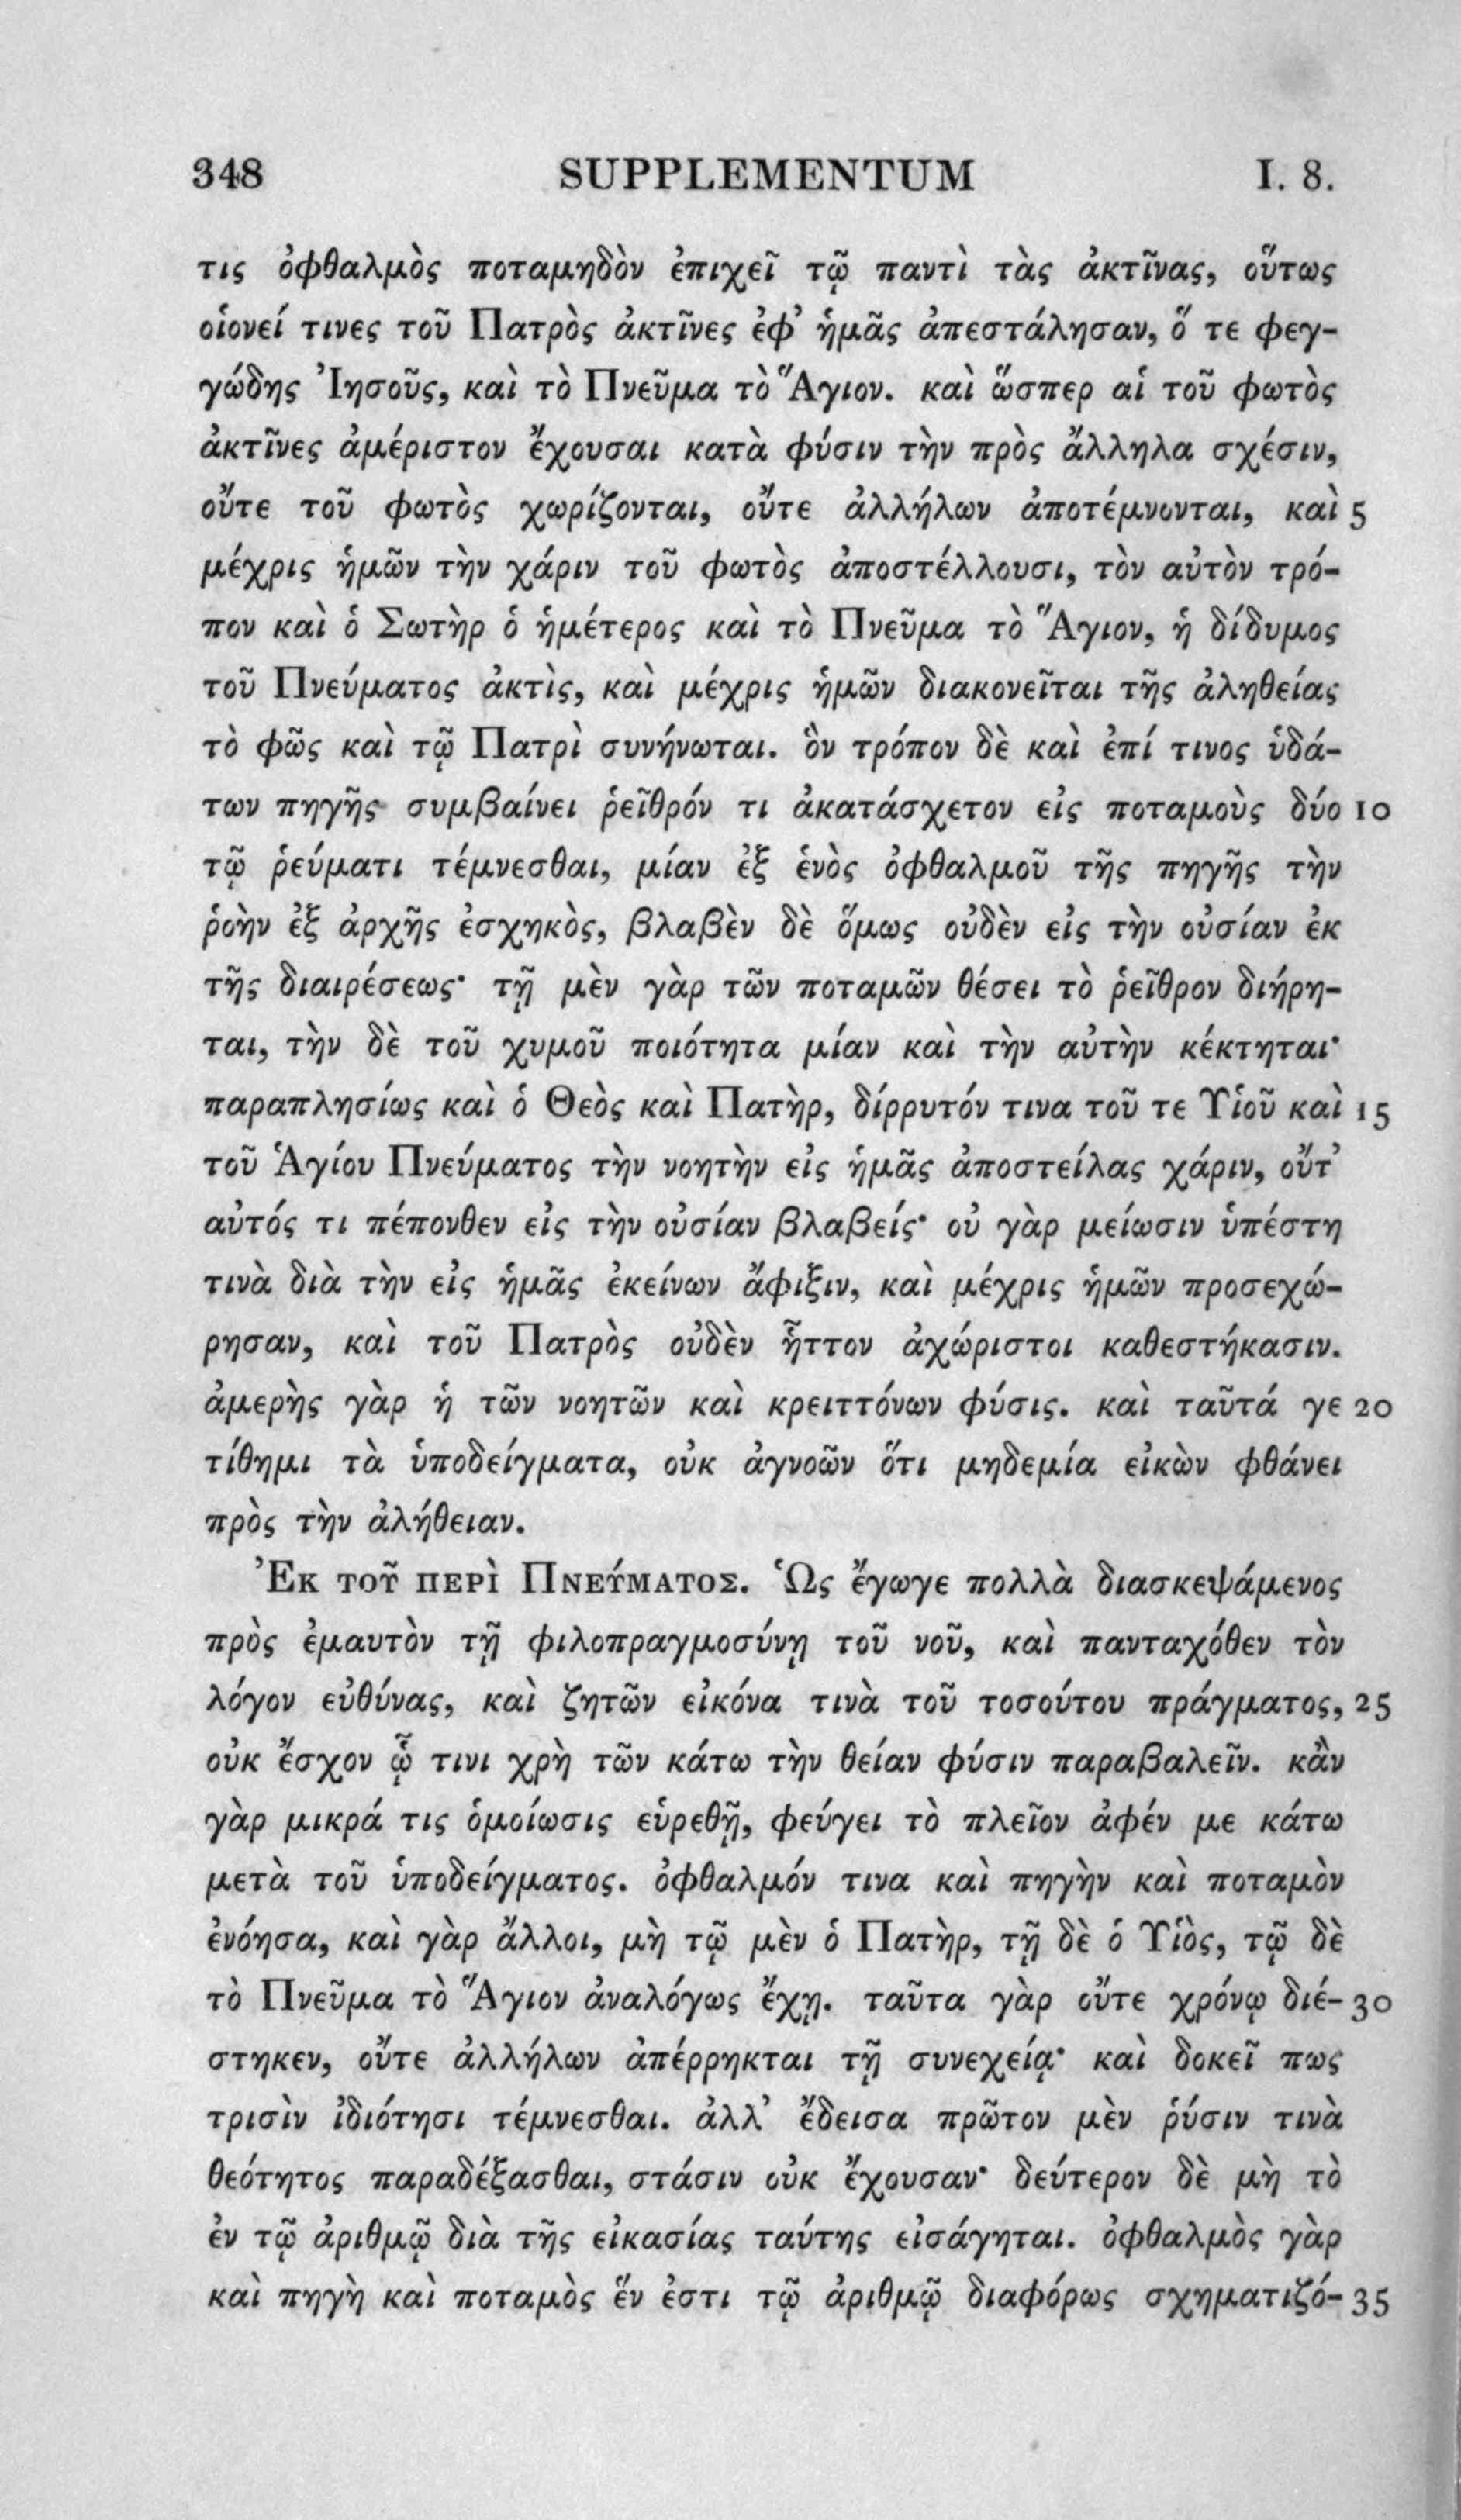 348 SUPPLEMENTUM I. 8.
τις ὀφθαλμὸς ποταμηδὸν ἐπιχεῖ τῷ παντὶ τὰς ἀκτῖνας, οὕτως
οἱονεί τινες τοῦ Πατρὸς ἀκτῖνες ἐφ’ ἡμᾶς ἀπεστάλησαν, ὅ τε φεγ-
γώδης Ἰησοῦς, καὶ τὸ Πνεῦμα τὸ Ἅγιον. καὶ ὥσπερ αἱ τοῦ φωτὸς
ἀκτῖνες ἀμέριστον ἔχουσαι κατὰ φύσιν τὴν πρὸς ἄλληλα σχέσιν,
οὔτε τοῦ φωτὸς χωρίζονται, οὔτε ἀλλήλων ἀποτέμνονται, καὶ 5
μέχρις ἡμῶν τὴν χάριν τοῦ φωτὸς ἀποστέλλουσι, τὸν αὐτὸν τρό-
πον καὶ ὁ Σωτὴρ ὁ ἡμέτερος καὶ τὸ Πνεῦμα τὸ Ἅγιον, ἡ δίδυμος
τοῦ Πνεύματος ἀκτὶς, καὶ μέχρις ἡμῶν διακονεῖται τῆς ἀληθείας
τὸ φῶς καὶ τῷ Πατρὶ συνήνωται. ὃν τρόπον δὲ καὶ ἐπί τινος ὑδά-
των πηγῆς συμβαίνει ῥεῖθρόν τι ἀκατάσχετον εἰς ποταμοὺς δύο 10
τῷ ῥεύματι τέμνεσθαι, μίαν ἐξ ἑνὸς ὀφθαλμοῦ τῆς πηγῆς τὴν
ῥοὴν ἐξ ἀρχῆς ἐσχηκὸς, βλαβὲν δὲ ὅμως οὐδὲν εἰς τὴν οὐσίαν ἐκ
τῆς διαιρέσεως· τῇ μὲν γὰρ τῶν ποταμῶν θέσει τὸ ῥεῖθρον διήρη-
ται, τὴν δὲ τοῦ χυμοῦ ποιότητα μίαν καὶ τὴν αὐτὴν κέκτηται·
παραπλησίως καὶ ὁ Θεὸς καὶ Πατὴρ, δίρρυτόν τινα τοῦ τε Υἱοῦ καὶ 15
τοῦ Ἁγίου Πνεύματος τὴν νοητὴν εἰς ἡμᾶς ἀποστείλας χάριν, οὔτ’
αὐτός τι πέπονθεν εἰς τὴν οὐσίαν βλαβείς· οὐ γὰρ μείωσιν ὑπέστη
τινὰ διὰ τὴν εἰς ἡμᾶς ἐκείνων ἄφιξιν, καὶ μέχρις ἡμῶν προσεχώ-
ρησαν, καὶ τοῦ Πατρὸς οὐδὲν ἧττον ἀχώριστοι καθεστήκασιν.
ἀμερὴς γὰρ ἡ τῶν νοητῶν καὶ κρειττόνων φύσις. καὶ ταῦτά γε 20
τίθημι τὰ ὑποδείγματα, οὐκ ἀγνοῶν ὅτι μηδεμία εἰκὼν φθάνει
πρὸς τὴν ἀλήθειαν.
Ἐκ τοῦ περὶ Πνεύματος. Ὡς ἔγωγε πολλὰ διασκεψάμενος
πρὸς ἐμαυτὸν τῇ φιλοπραγμοσύνῃ τοῦ νοῦ, καὶ πανταχόθεν τὸν
λόγον εὐθύνας, καὶ ζητῶν εἰκόνα τινὰ τοῦ τοσούτου πράγματος, 25
οὐκ ἔσχον ᾧ τινι χρὴ τῶν κάτω τὴν θείαν φύσιν παραβαλεῖν. κἂν
γὰρ μικρά τις ὁμοίωσις εὑρεθῇ, φεύγει τὸ πλεῖον ἀφέν με κάτω
μετὰ τοῦ ὑποδείγματος. ὀφθαλμόν τινα καὶ πηγὴν καὶ ποταμὸν
ἐνόησα, καὶ γὰρ ἄλλοι, μὴ τῷ μὲν ὁ Πατὴρ, τῇ δὲ ὁ Υἱὸς, τῷ δὲ
τὸ Πνεῦμα τὸ Ἅγιον ἀναλόγως ἔχῃ. ταῦτα γὰρ οὔτε χρόνῳ διέ- 30
στηκεν, οὔτε ἀλλήλων ἀπέρρηκται τῇ συνεχείᾳ· καὶ δοκεῖ πως
τρισὶν ἰδιότησι τέμνεσθαι. ἀλλ’ ἔδεισα πρῶτον μὲν ῥύσιν τινὰ
θεότητος παραδέξασθαι, στάσιν οὐκ ἔχουσαν· δεύτερον δὲ μὴ τὸ
ἐν τῷ ἀριθμῷ διὰ τῆς εἰκασίας ταύτης εἰσάγηται. ὀφθαλμὸς γὰρ
καὶ πηγὴ καὶ ποταμὸς ἕν ἐστι τῷ ἀριθμῷ διαφόρως σχηματιζό- 35